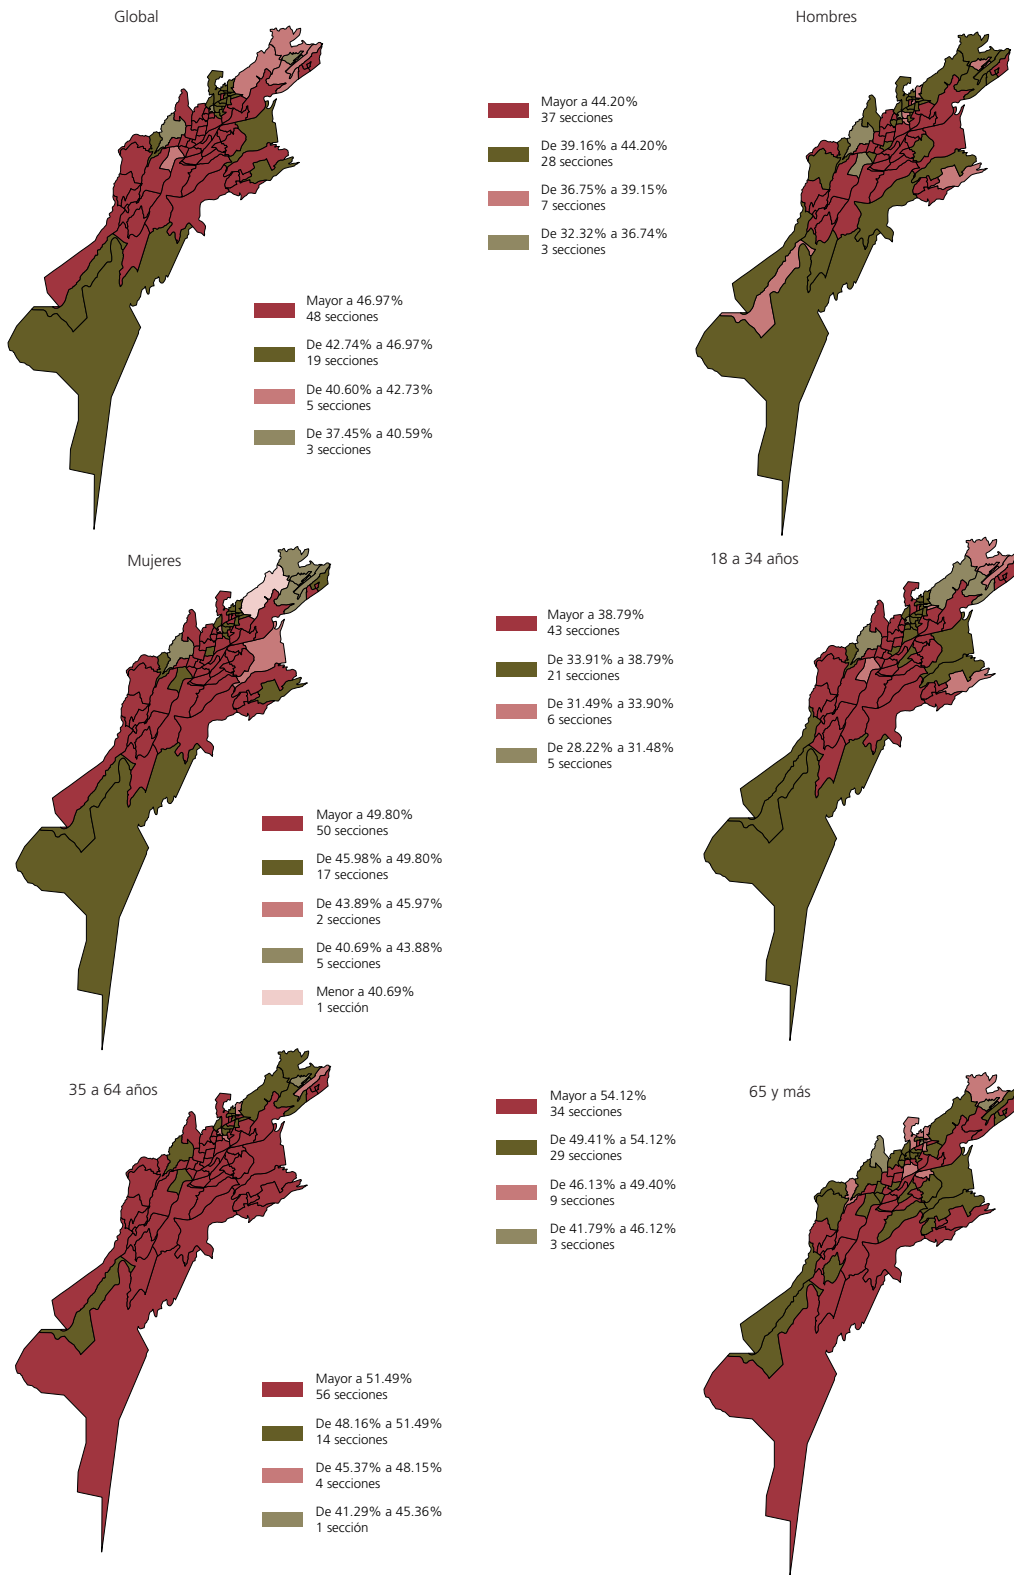 Global
Mayor a 46.97%
48 secciones
De 42.74% a 46.97%
19 secciones
De 40.60% a 42.73%
5 secciones
De 37.45% a 40.59%
3 secciones
Hombres
Mayor a 44.20%
37 secciones
De 39.16% a 44.20%
28 secciones
De 36.75% a 39.15%
7 secciones
De 32.32% a 36.74%
3 secciones
Mujeres
Mayor a 49.80%
50 secciones
De 45.98% a 49.80%
17 secciones
De 43.89% a 45.97%
2 secciones
De 40.69% a 43.88%
5 secciones
Menor a 40.69%
1 sección
18 a 34 años
Mayor a 38.79%
43 secciones
De 33.91% a 38.79%
21 secciones
De 31.49% a 33.90%
6 secciones
De 28.22% a 31.48%
5 secciones
35 a 64 años
Mayor a 51.49%
56 secciones
De 48.16% a 51.49%
14 secciones
De 45.37% a 48.15%
4 secciones
De 41.29% a 45.36%
1 sección
65 y más
Mayor a 54.12%
34 secciones
De 49.41% a 54.12%
29 secciones
De 46.13% a 49.40%
9 secciones
De 41.79% a 46.12%
3 secciones